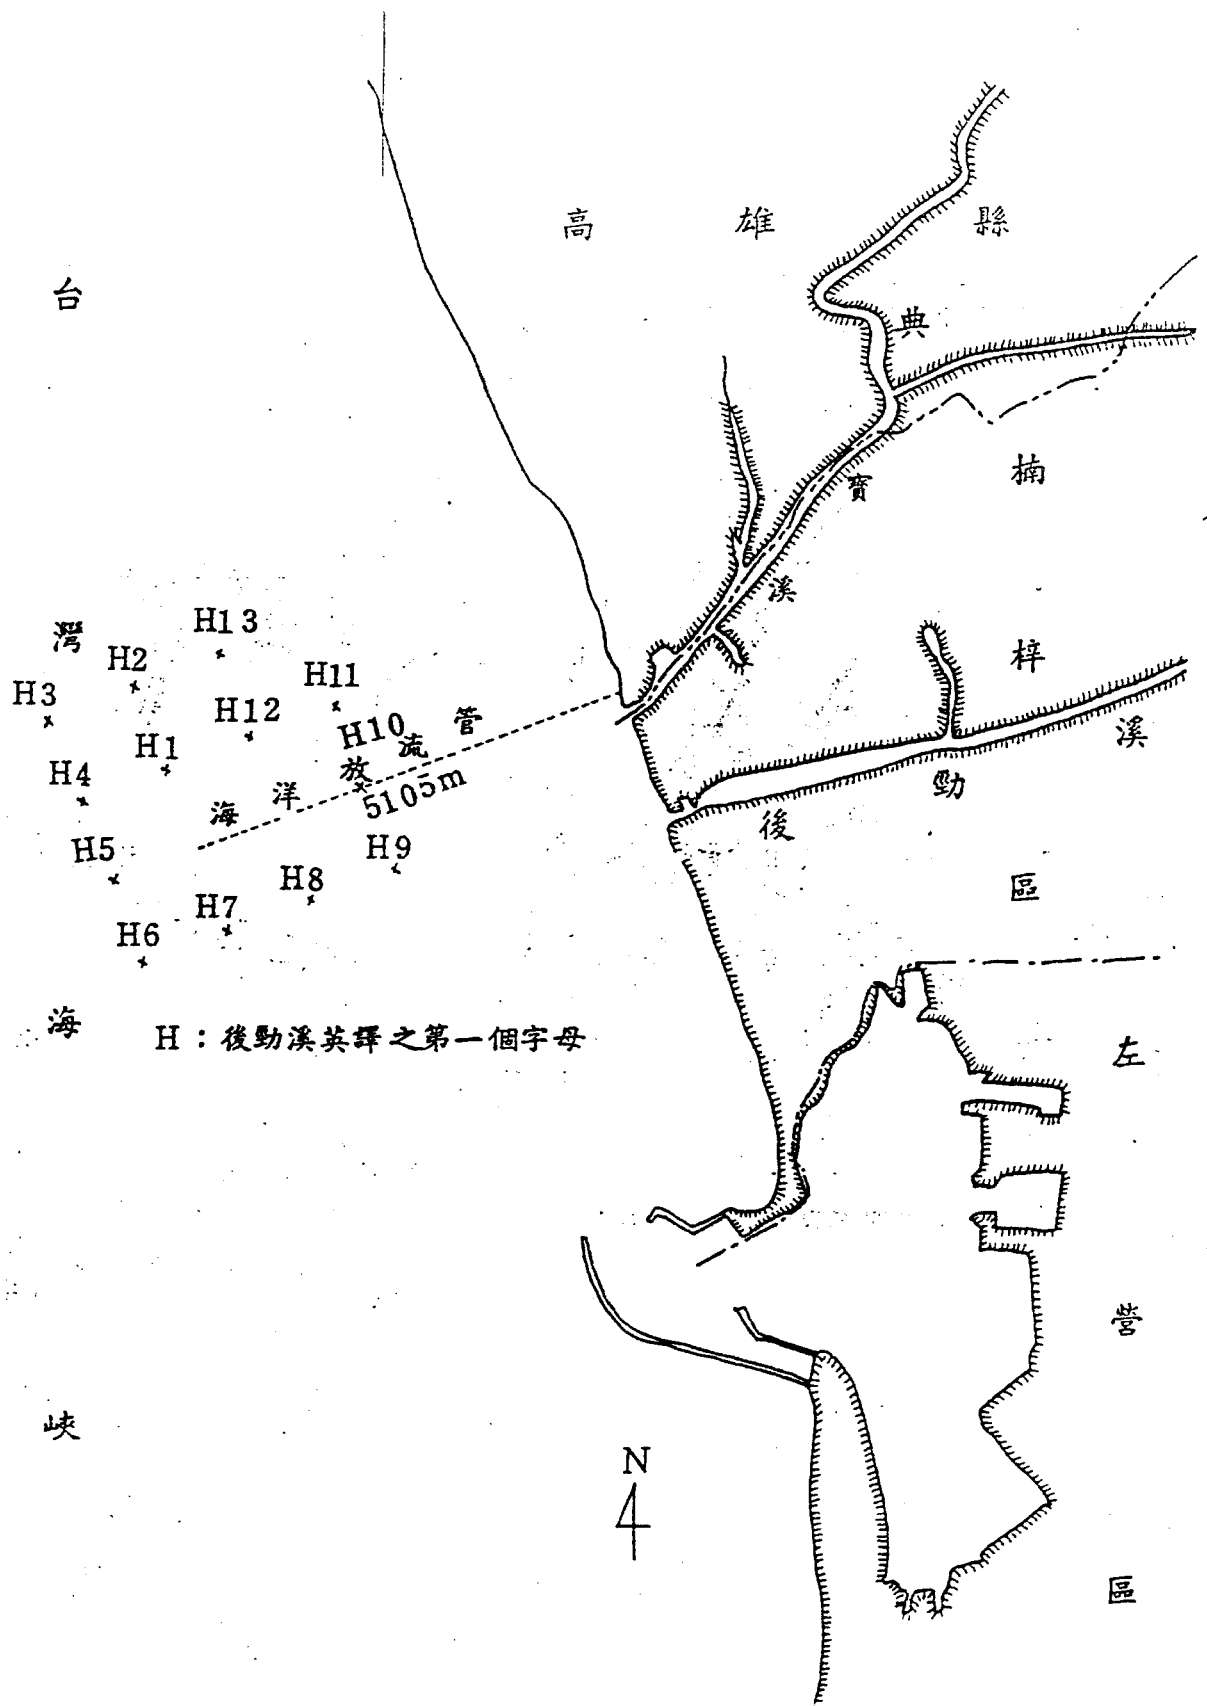 高雄縣
台灣海峽
典寶溪
楠梓區
後勁溪
左營區
H13
H2
H11
H3
H12
H10
H1
H4
海洋放流管
5105m
H5
H9
H8
H7
H6
H：後勁溪英譯之第一個字母
N